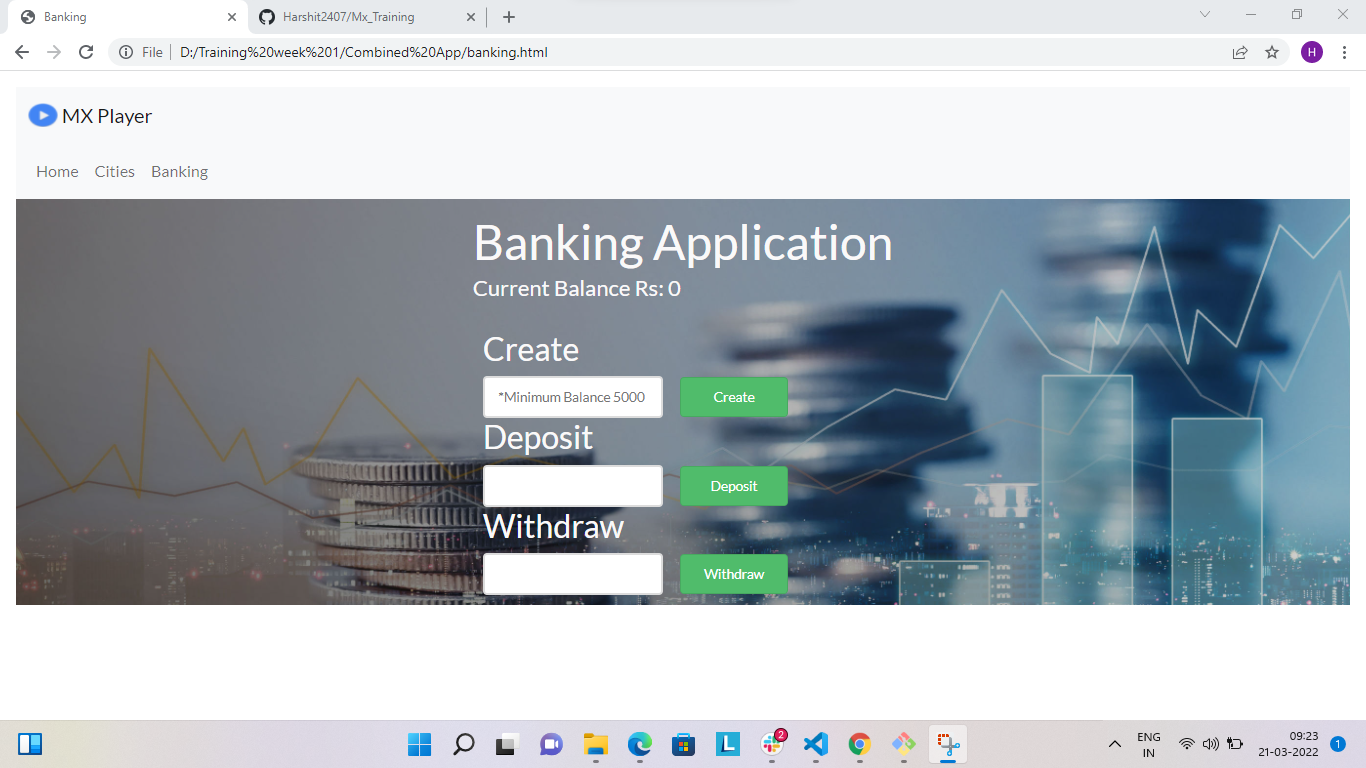 Banking
Harshit2407/Mx_Training
File
D:/Training%20week%201/Combined%20App/banking.html
H
MX Player
Home Cities Banking
Banking Application
Current Balance Rs: 0
Create
*Minimum Balance 5000
Create
Deposit
Deposit
Withdraw
Withdraw
L
2
ENG
IN
09:23
21-03-2022
1